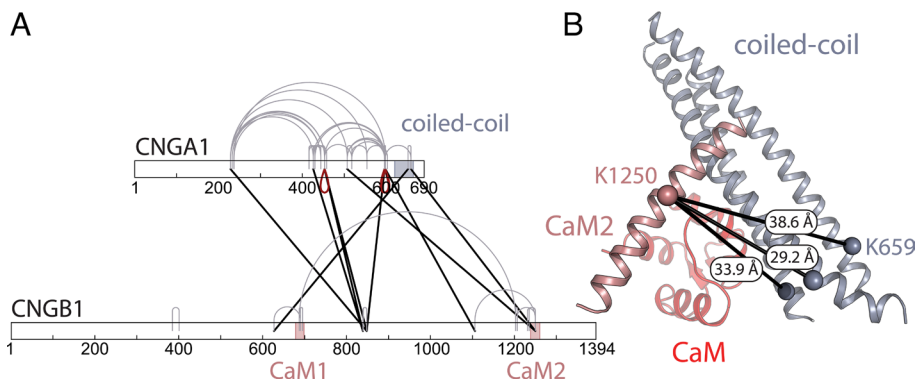 A
coiled-coil
CNGA1
1 200 400 600 690
CNGB1
1 200 400 600 800 1000 1200 1394
CaM1 CaM2
B
coiled-coil
K1250
38.6 Å
CaM2
K659
29.2 Å
33.9 Å
CaM